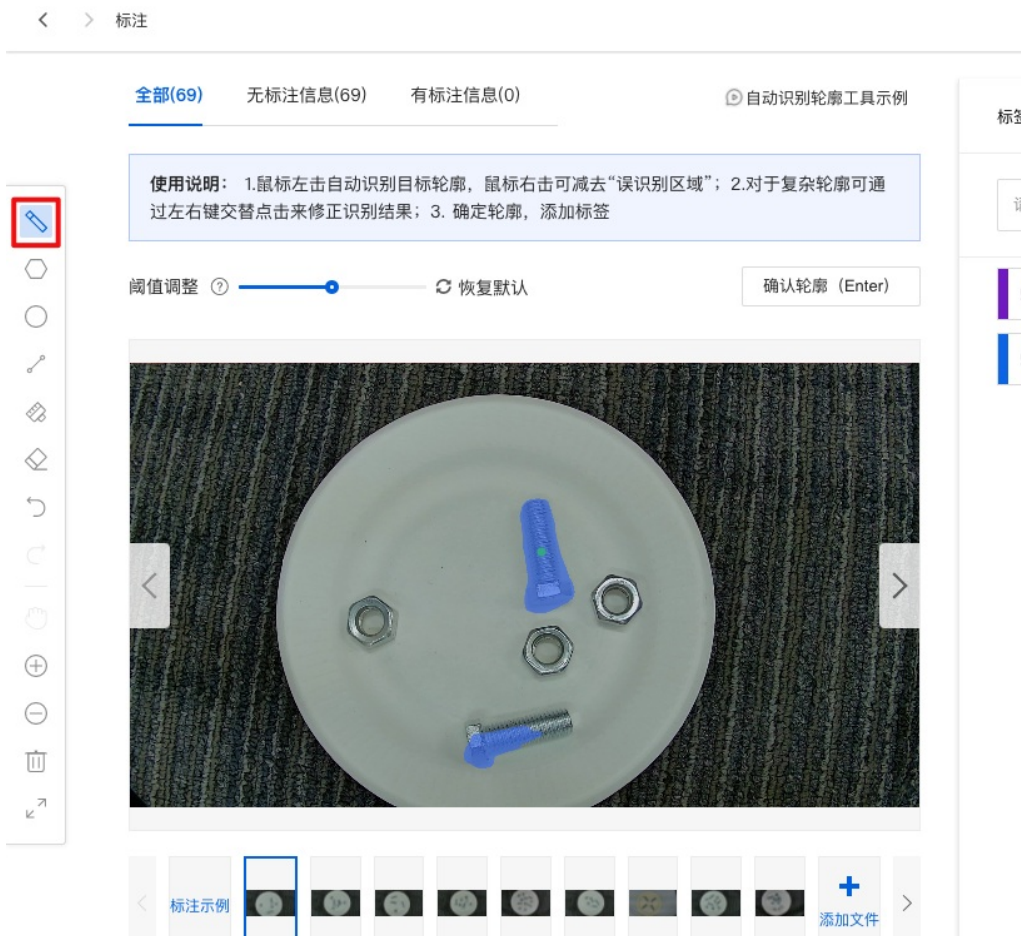 标注
全部(69) 无标注信息(69) 有标注信息(0) 自动识别轮廓工具示例
使用说明： 1.鼠标左击自动识别目标轮廓，鼠标右击可减去“误识别区域”；2.对于复杂轮廓可通
过左右键交替点击来修正识别结果；3. 确定轮廓，添加标签
阈值调整 ? 恢复默认 确认轮廓（Enter）
标注示例
添加文件